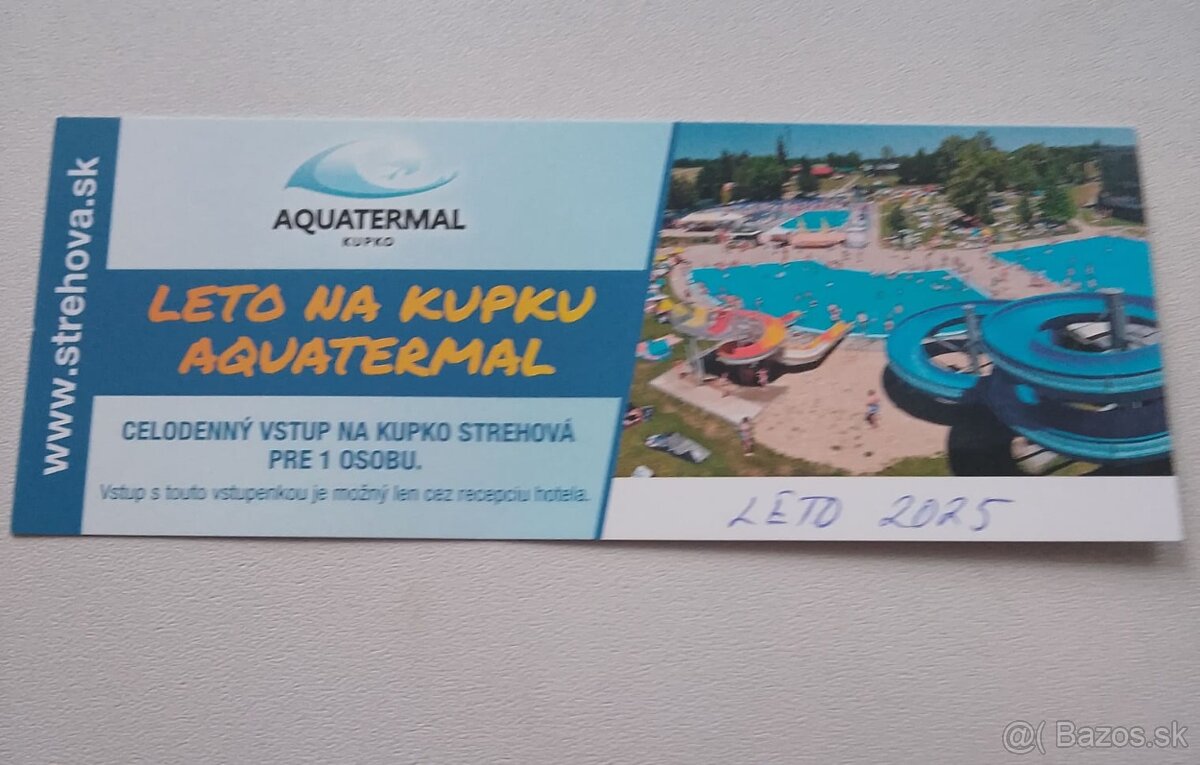 www.strehova.sk
AQUATERMAL
KUPKO
LETO NA KUPKU
AQUATERMAL
CELODENNÝ VSTUP NA KUPKO STREHOVÁ
PRE 1 OSOBU.
Vstup s touto vstupenkou je možný len cez recepciu hotela.
LETO 2025
@( Bazos.sk